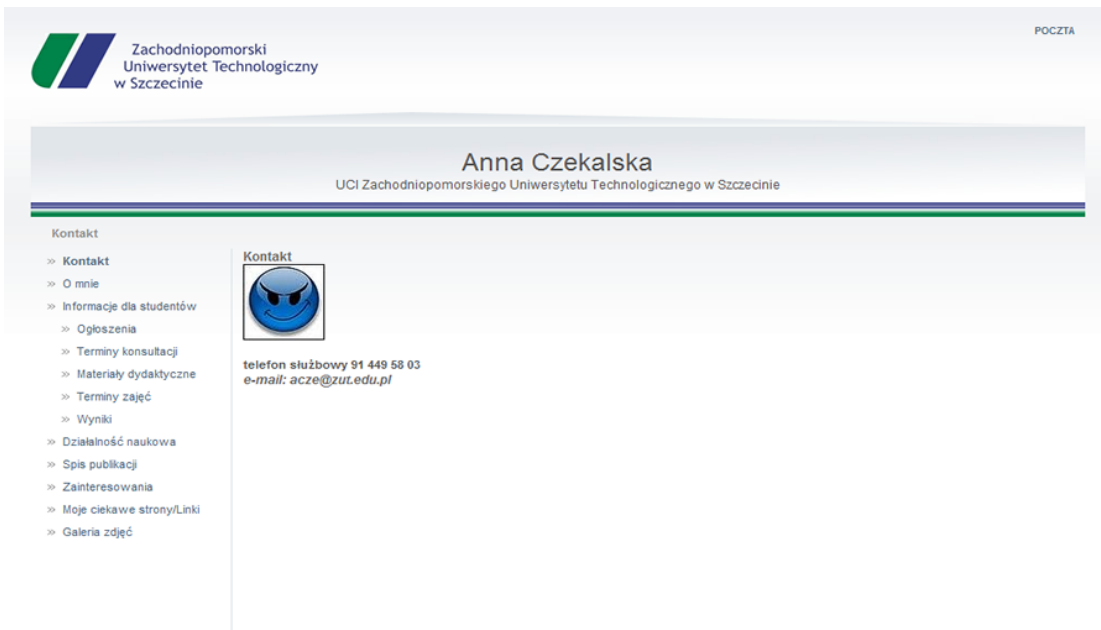 Zachodniopomorski
Uniwersytet Technologiczny
w Szczecinie
POCZTA
Anna Czekalska
UCI Zachodniopomorskiego Uniwersytetu Technologicznego w Szczecinie
Kontakt
» Kontakt
» O mnie
» Informacje dla studentów
» Ogłoszenia
» Terminy konsultacji
» Materiały dydaktyczne
» Terminy zajęć
» Wyniki
» Działalność naukowa
» Spis publikacji
» Zainteresowania
» Moje ciekawe strony/Linki
» Galeria zdjęć
Kontakt
telefon służbowy 91 449 58 03
e-mail: acze@zut.edu.pl